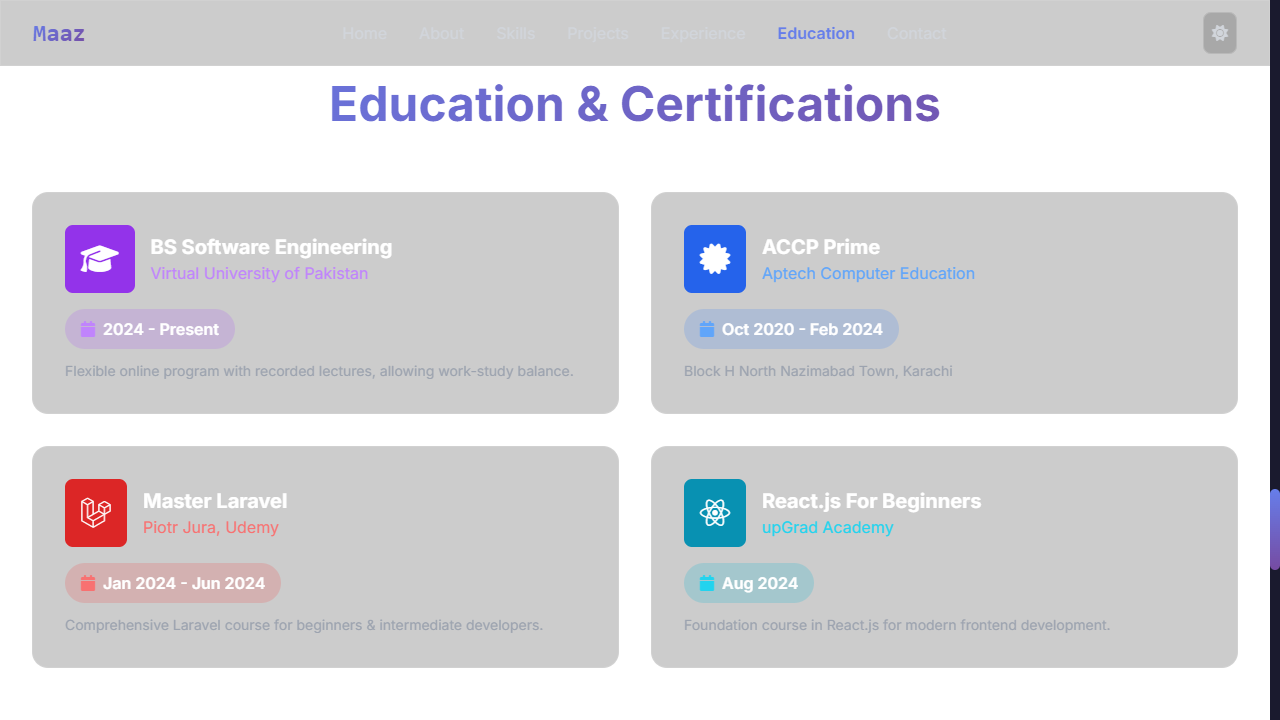 Maaz
Home About Skills Projects Experience Education Contact
Education & Certifications
BS Software Engineering
Virtual University of Pakistan
2024 - Present
Flexible online program with recorded lectures, allowing work-study balance.
ACCP Prime
Aptech Computer Education
Oct 2020 - Feb 2024
Block H North Nazimabad Town, Karachi
Master Laravel
Piotr Jura, Udemy
Jan 2024 - Jun 2024
Comprehensive Laravel course for beginners & intermediate developers.
React.js For Beginners
upGrad Academy
Aug 2024
Foundation course in React.js for modern frontend development.